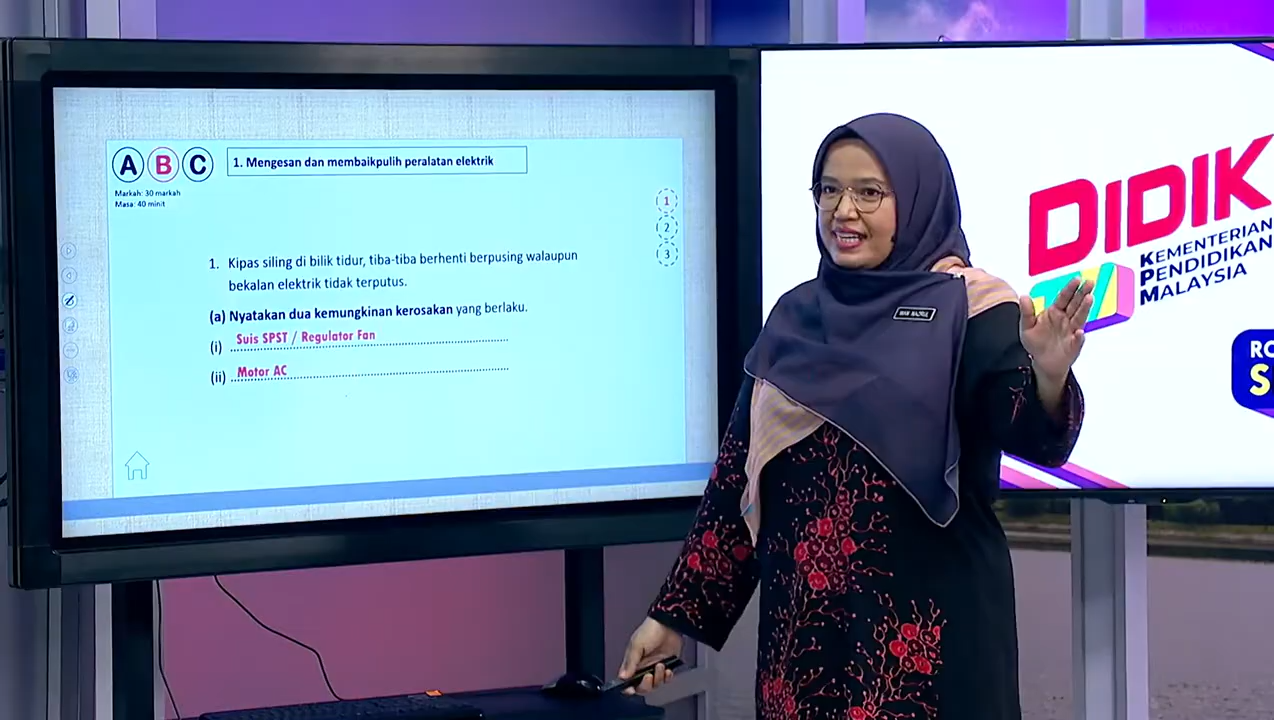 A B C
1. Mengesan dan membaikpulih peralatan elektrik
Markah: 30 markah
Masa: 40 minit
1
2
3
1. Kipas siling di bilik tidur, tiba-tiba berhenti berpusing walaupun
bekalan elektrik tidak terputus.
(a) Nyatakan dua kemungkinan kerosakan yang berlaku.
(i) Suis SPST / Regulator Fan
(ii) Motor AC
DIDIK
TV
KEMENTERIAN
PENDIDIKAN
MALAYSIA